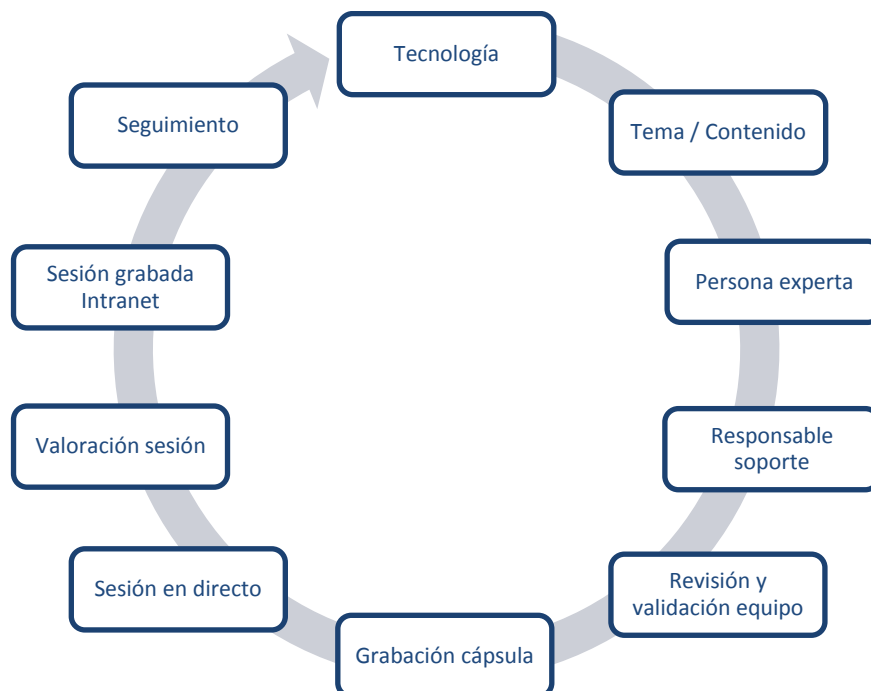 Tecnología
Tema / Contenido
Persona experta
Responsable
soporte
Revisión y
validación equipo
Grabación cápsula
Sesión en directo
Valoración sesión
Sesión grabada
Intranet
Seguimiento